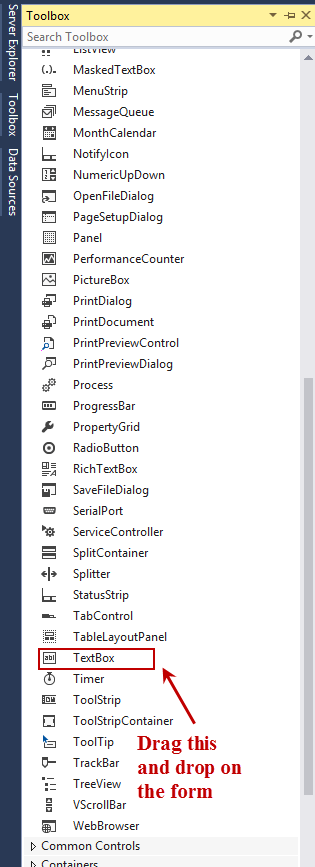 Server Explorer
Toolbox
Data Sources
Toolbox
Search Toolbox
ListView
MaskedTextBox
MenuStrip
MessageQueue
MonthCalendar
NotifyIcon
NumericUpDown
OpenFileDialog
PageSetupDialog
Panel
PerformanceCounter
PictureBox
PrintDialog
PrintDocument
PrintPreviewControl
PrintPreviewDialog
Process
ProgressBar
PropertyGrid
RadioButton
RichTextBox
SaveFileDialog
SerialPort
ServiceController
SplitContainer
Splitter
StatusStrip
TabControl
TableLayoutPanel
TextBox
Timer
ToolStrip
ToolStripContainer
ToolTip
TrackBar
TreeView
VScrollBar
WebBrowser
Drag this
and drop on
the form
Common Controls
Containers